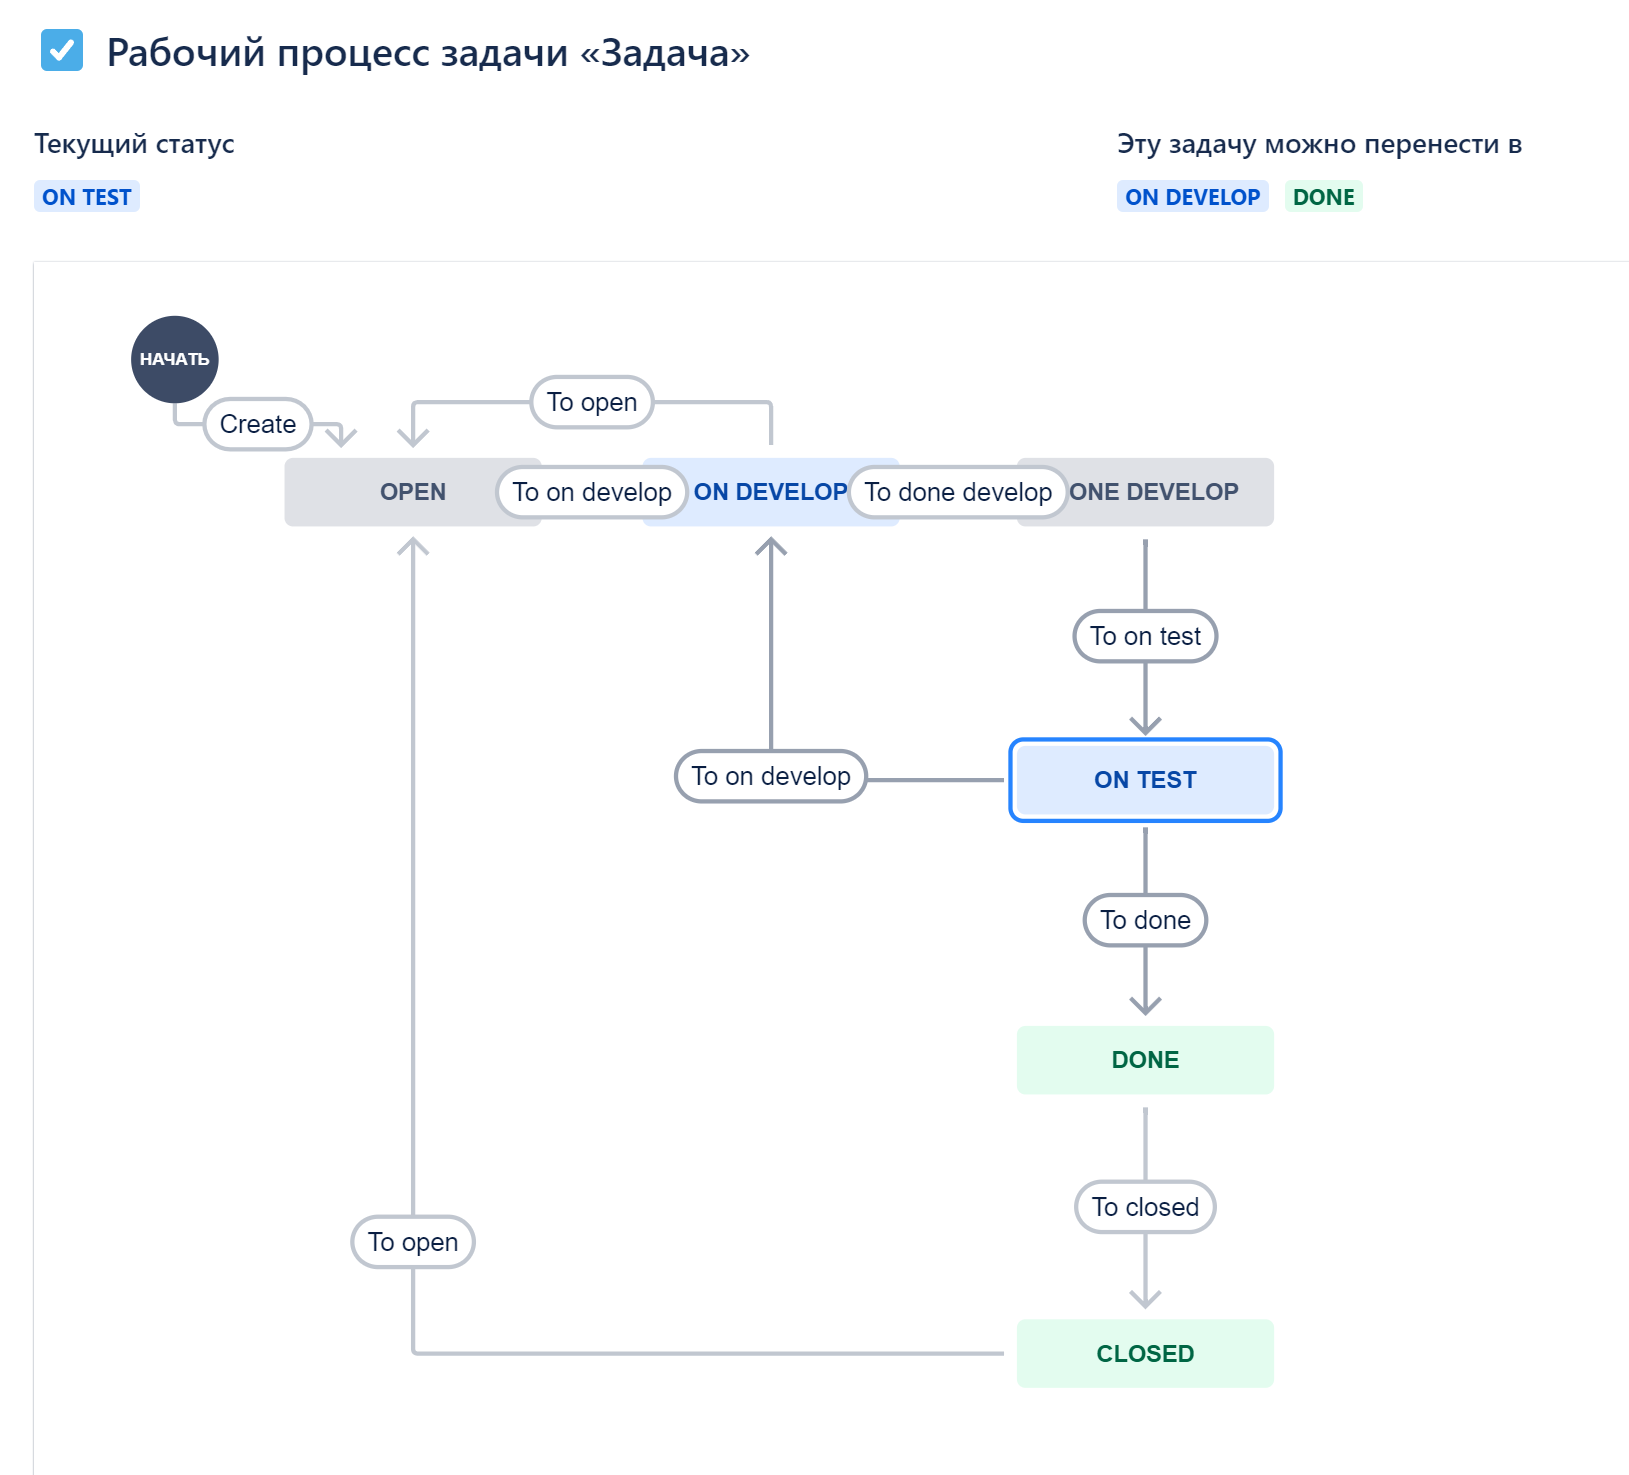 Рабочий процесс задачи «Задача»
Текущий статус
Эту задачу можно перенести в
ON TEST
ON DEVELOP DONE
НАЧАТЬ
To open
Create
OPEN
To on develop
ON DEVELOP
To done develop
ONE DEVELOP
To on test
To on develop
ON TEST
To done
DONE
To closed
To open
CLOSED